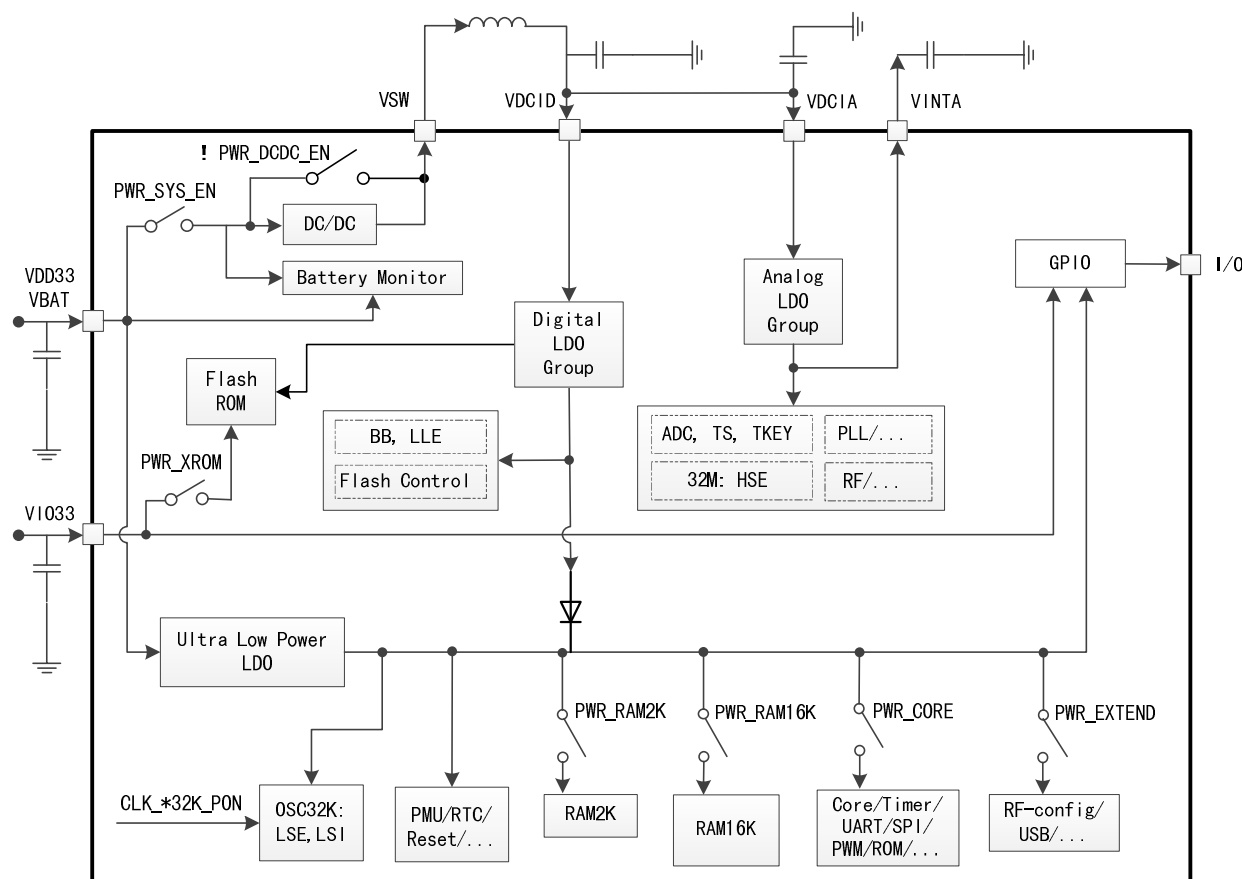 VSW
VDCID
VDCIA
VINTA
! PWR_DCDC_EN
PWR_SYS_EN
DC/DC
Battery Monitor
VDD33
VBAT
GPIO
I/O
Analog
LDO
Group
Digital
LDO
Group
Flash
ROM
BB, LLE
Flash Control
ADC, TS, TKEY
PLL/...
32M: HSE
RF/...
PWR_XROM
VIO33
Ultra Low Power
LDO
PWR_RAM2K
PWR_RAM16K
PWR_CORE
PWR_EXTEND
CLK_*32K_PON
OSC32K:
LSE, LSI
PMU/RTC/
Reset/...
RAM2K
RAM16K
Core/Timer/
UART/SPI/
PWM/ROM/...
RF-config/
USB/...